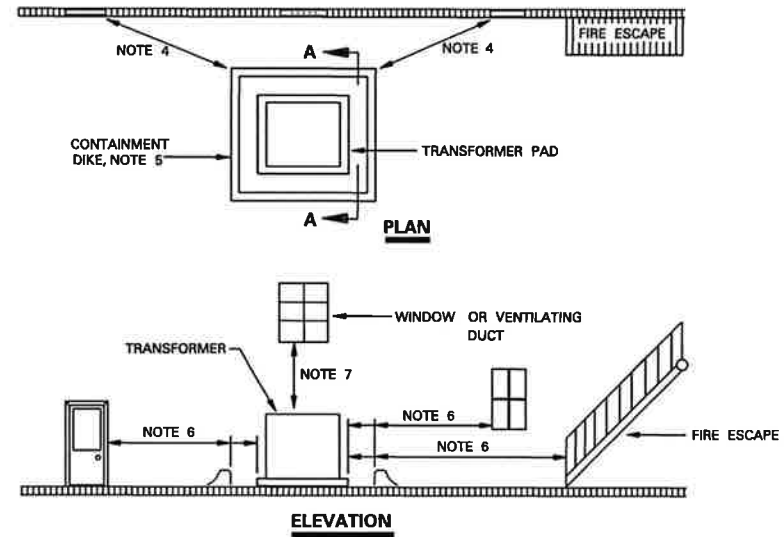 FIRE ESCAPE
NOTE 4
A
NOTE 4
CONTAINMENT
DIKE, NOTE 5
TRANSFORMER PAD
A
PLAN
WINDOW OR VENTILATING
DUCT
TRANSFORMER
NOTE 7
NOTE 6
NOTE 6
NOTE 6
FIRE ESCAPE
ELEVATION